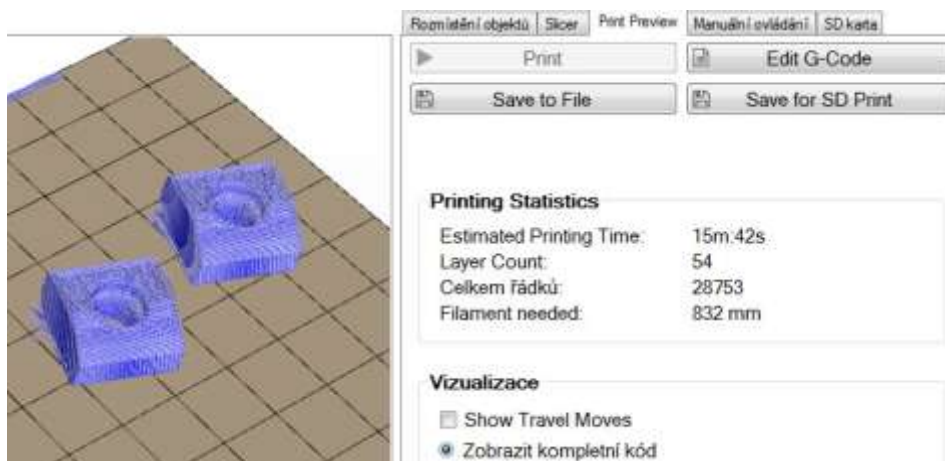 Rozmístění objektů Slicer Print Preview Manuální ovládání SD karta
Print Edit G-Code
Save to File Save for SD Print
Printing Statistics
Estimated Printing Time: 15m:42s
Layer Count: 54
Celkem řádků: 28753
Filament needed: 832 mm
Vizualizace
Show Travel Moves
Zobrazit kompletní kód